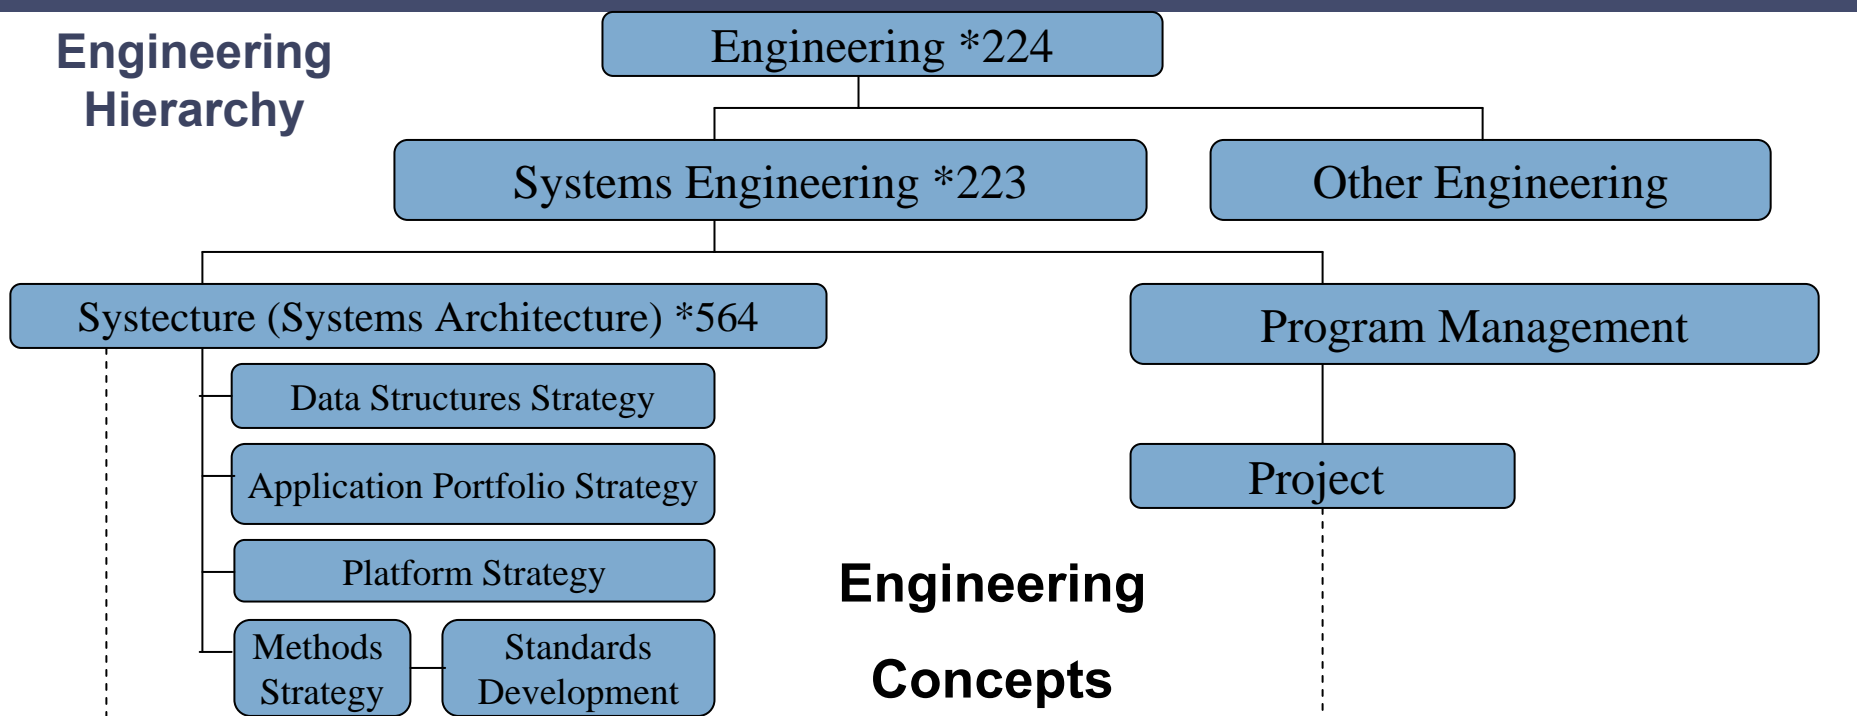 Engineering
Hierarchy
Engineering *224
Systems Engineering *223
Other Engineering
Systecture (Systems Architecture) *564
Program Management
Data Structures Strategy
Application Portfolio Strategy
Project
Platform Strategy
Methods
Strategy
Standards
Development
Engineering
Concepts